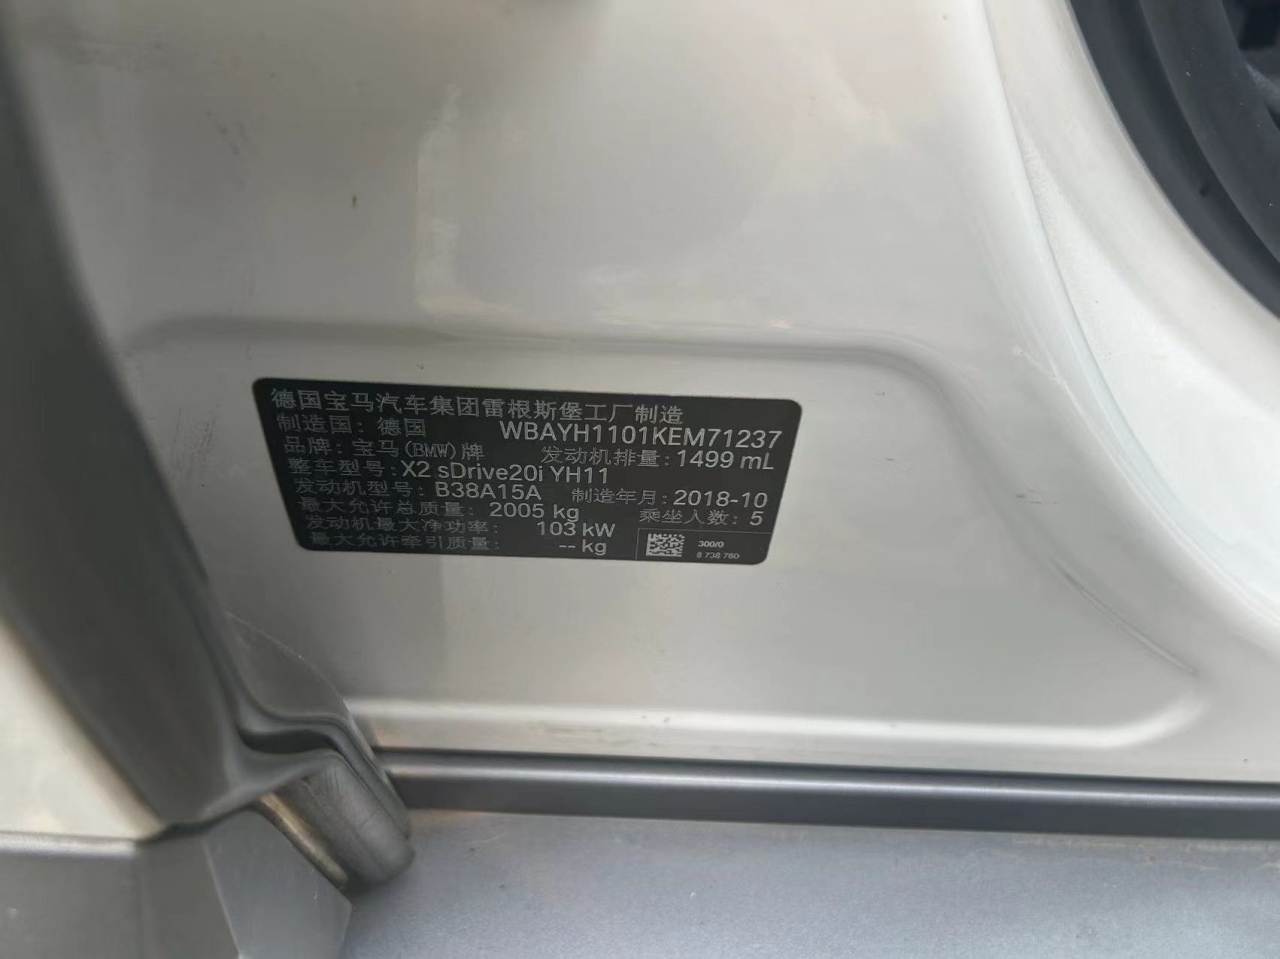 德国宝马汽车集团雷根斯堡工厂制造
制造国：德国 WBAYH1101KEM71237
品牌：宝马(BMW)牌 发动机排量：1499 mL
整车型号：X2 sDrive20i YH11
发动机型号：B38A15A 制造年月：2018-10
最大允许总质量：2005 kg 乘坐人数：5
发动机最大净功率：103 kW
最大允许牵引质量：-- kg
300/0
8 738 760